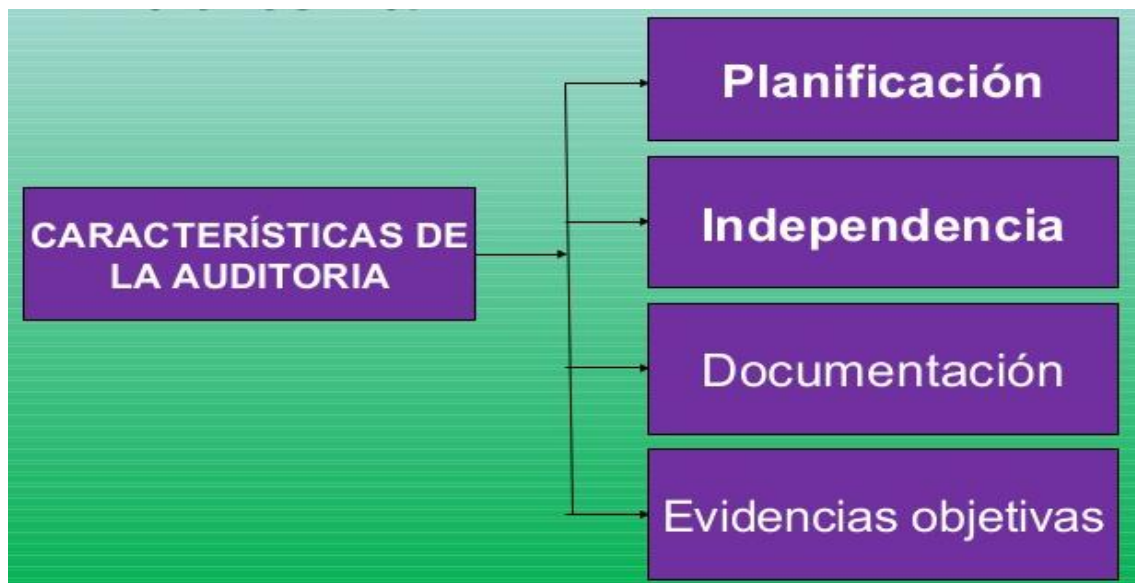 CARACTERÍSTICAS DE
LA AUDITORIA
Planificación
Independencia
Documentación
Evidencias objetivas